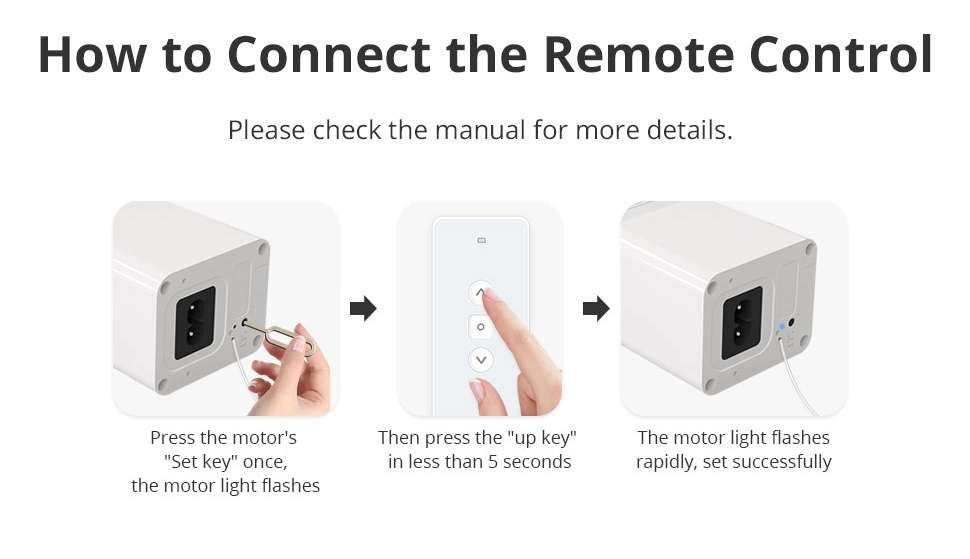 How to Connect the Remote Control
Please check the manual for more details.
Press the motor's
"Set key" once,
the motor light flashes
Then press the "up key"
in less than 5 seconds
The motor light flashes
rapidly, set successfully